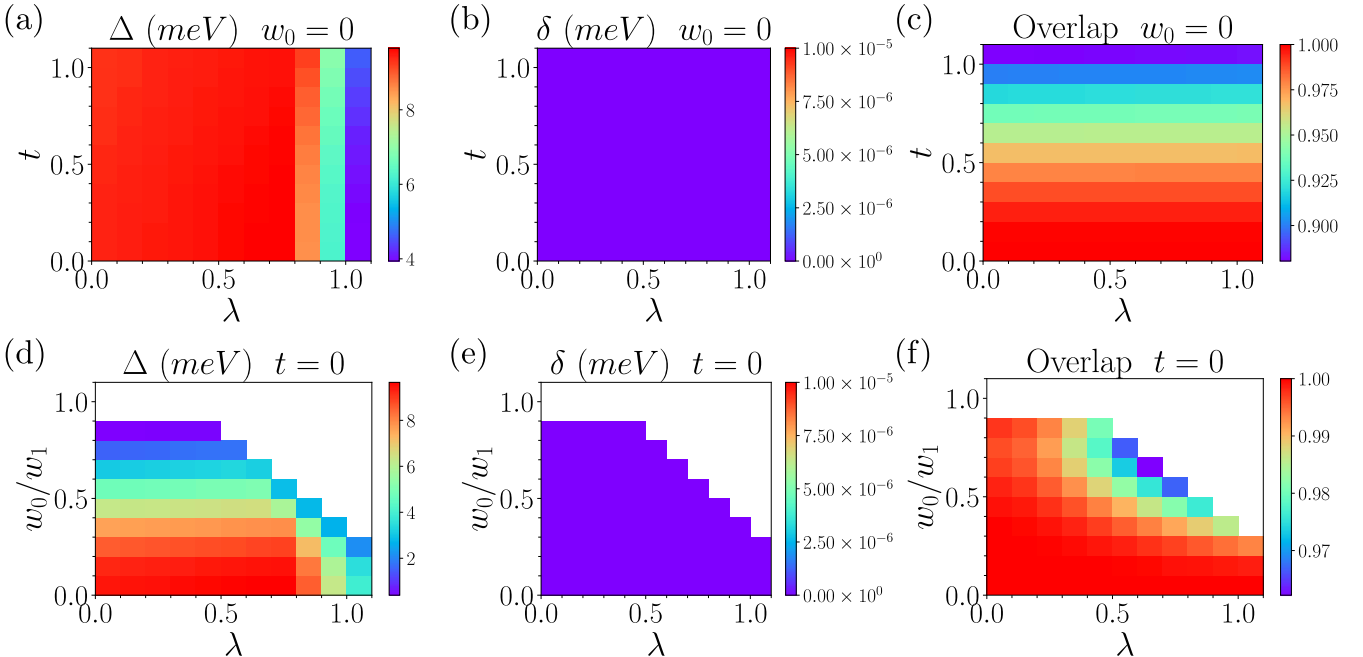 (a) Δ (meV) w₀ = 0
1.0
0.5
0.0
t
0.0 0.5 1.0
λ
8
6
4
(b) δ (meV) w₀ = 0
1.0
0.5
0.0
t
0.0 0.5 1.0
λ
1.00 × 10⁻⁵
7.50 × 10⁻⁶
5.00 × 10⁻⁶
2.50 × 10⁻⁶
0.00 × 10⁰
(c) Overlap w₀ = 0
1.0
0.5
0.0
t
0.0 0.5 1.0
λ
1.000
0.975
0.950
0.925
0.900
(d) Δ (meV) t = 0
1.0
0.5
0.0
w₀/w₁
0.0 0.5 1.0
λ
8
6
4
2
(e) δ (meV) t = 0
1.0
0.5
0.0
w₀/w₁
0.0 0.5 1.0
λ
1.00 × 10⁻⁵
7.50 × 10⁻⁶
5.00 × 10⁻⁶
2.50 × 10⁻⁶
0.00 × 10⁰
(f) Overlap t = 0
1.0
0.5
0.0
w₀/w₁
0.0 0.5 1.0
λ
1.00
0.99
0.98
0.97